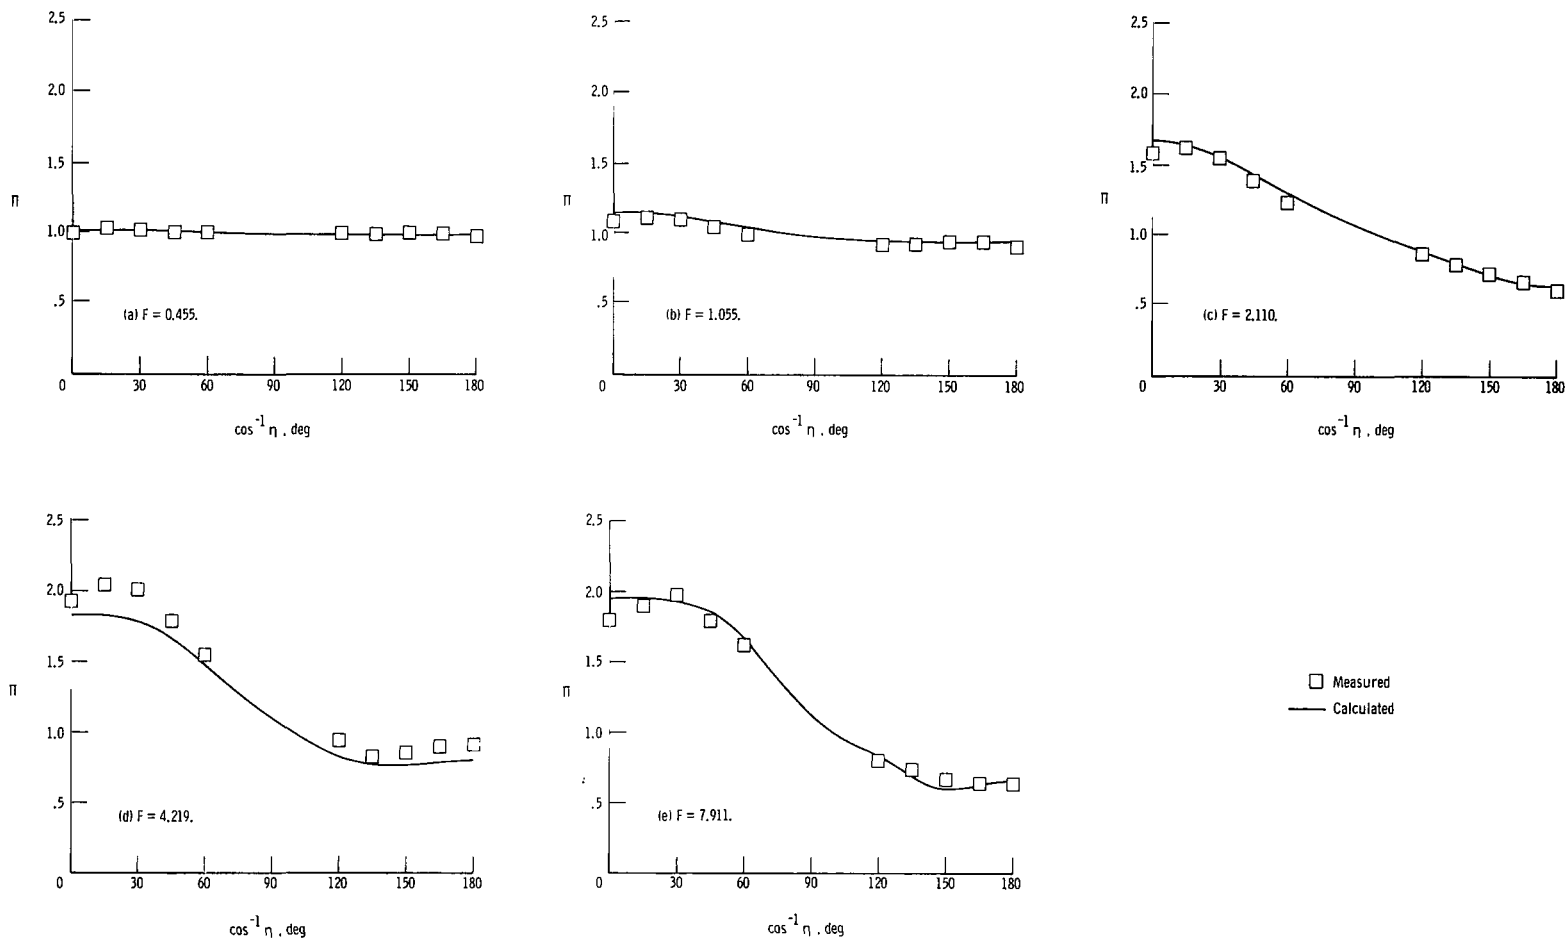 2.5
2.0
1.5
1.0
.5
Π
(a) F = 0.455.
0 30 60 90 120 150 180
cos⁻¹ η, deg
2.5
2.0
1.5
1.0
.5
Π
(b) F = 1.055.
0 30 60 90 120 150 180
cos⁻¹ η, deg
2.5
2.0
1.5
1.0
.5
Π
(c) F = 2.110.
0 30 60 90 120 150 180
cos⁻¹ η, deg
2.5
2.0
1.5
1.0
.5
Π
(d) F = 4.219.
0 30 60 90 120 150 180
cos⁻¹ η, deg
2.5
2.0
1.5
1.0
.5
Π
(e) F = 7.911.
0 30 60 90 120 150 180
cos⁻¹ η, deg
Measured
Calculated